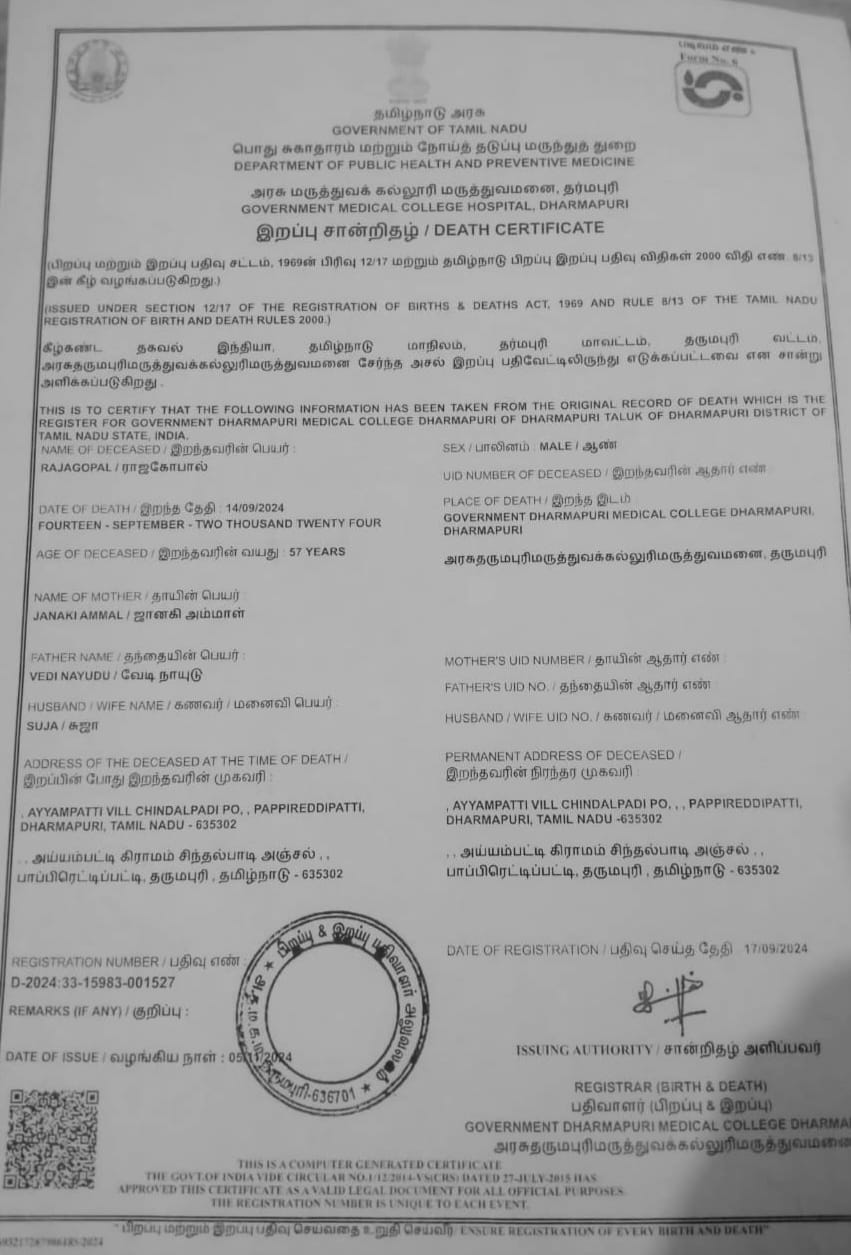 படிவம் எண் 6
Form No. 6
தமிழ்நாடு அரசு
GOVERNMENT OF TAMIL NADU
பொது சுகாதாரம் மற்றும் நோய்த் தடுப்பு மருந்துத் துறை
DEPARTMENT OF PUBLIC HEALTH AND PREVENTIVE MEDICINE
அரசு மருத்துவக் கல்லூரி மருத்துவமனை, தர்மபுரி
GOVERNMENT MEDICAL COLLEGE HOSPITAL, DHARMAPURI
இறப்பு சான்றிதழ் / DEATH CERTIFICATE
(பிறப்பு மற்றும் இறப்பு பதிவு சட்டம், 1969ன் பிரிவு 12/17 மற்றும் தமிழ்நாடு பிறப்பு இறப்பு பதிவு விதிகள் 2000 விதி எண். 8/13
இன் கீழ் வழங்கப்படுகிறது.)
(ISSUED UNDER SECTION 12/17 OF THE REGISTRATION OF BIRTHS & DEATHS ACT, 1969 AND RULE 8/13 OF THE TAMIL NADU
REGISTRATION OF BIRTH AND DEATH RULES 2000.)
கீழ்கண்ட தகவல் இந்தியா, தமிழ்நாடு மாநிலம், தர்மபுரி மாவட்டம், தருமபுரி வட்டம்,
அரசுதருமபுரிமருத்துவக்கல்லுரிமருத்துவமனை சேர்ந்த அசல் இறப்பு பதிவேட்டிலிருந்து எடுக்கப்பட்டவை என சான்று
அளிக்கப்படுகிறது .
THIS IS TO CERTIFY THAT THE FOLLOWING INFORMATION HAS BEEN TAKEN FROM THE ORIGINAL RECORD OF DEATH WHICH IS THE
REGISTER FOR GOVERNMENT DHARMAPURI MEDICAL COLLEGE DHARMAPURI OF DHARMAPURI TALUK OF DHARMAPURI DISTRICT OF
TAMIL NADU STATE, INDIA.
NAME OF DECEASED / இறந்தவரின் பெயர் :
RAJAGOPAL / ராஜகோபால்
SEX / பாலினம் : MALE / ஆண்
UID NUMBER OF DECEASED / இறந்தவரின் ஆதார் எண் :
DATE OF DEATH / இறந்த தேதி : 14/09/2024
FOURTEEN - SEPTEMBER - TWO THOUSAND TWENTY FOUR
PLACE OF DEATH / இறந்த இடம் :
GOVERNMENT DHARMAPURI MEDICAL COLLEGE DHARMAPURI,
DHARMAPURI
AGE OF DECEASED / இறந்தவரின் வயது : 57 YEARS
அரசுதருமபுரிமருத்துவக்கல்லுரிமருத்துவமனை, தருமபுரி
NAME OF MOTHER / தாயின் பெயர் :
JANAKI AMMAL / ஜானகி அம்மாள்
FATHER NAME / தந்தையின் பெயர் :
VEDI NAYUDU / வேடி நாயுடு
MOTHER'S UID NUMBER / தாயின் ஆதார் எண் :
FATHER'S UID NO. / தந்தையின் ஆதார் எண் :
HUSBAND / WIFE NAME / கணவர் / மனைவி பெயர் :
SUJA / சுஜா
HUSBAND / WIFE UID NO. / கணவர் / மனைவி ஆதார் எண் :
ADDRESS OF THE DECEASED AT THE TIME OF DEATH /
இறப்பின் போது இறந்தவரின் முகவரி :
, AYYAMPATTI VILL CHINDALPADI PO, , PAPPIREDDIPATTI,
DHARMAPURI, TAMIL NADU - 635302
, , அய்யம்பட்டி கிராமம் சிந்தல்பாடி அஞ்சல் , ,
பாப்பிரெட்டிப்பட்டி, தருமபுரி , தமிழ்நாடு - 635302
PERMANENT ADDRESS OF DECEASED /
இறந்தவரின் நிரந்தர முகவரி :
, AYYAMPATTI VILL CHINDALPADI PO, , , PAPPIREDDIPATTI,
DHARMAPURI, TAMIL NADU -635302
, , அய்யம்பட்டி கிராமம் சிந்தல்பாடி அஞ்சல் , ,
பாப்பிரெட்டிப்பட்டி, தருமபுரி , தமிழ்நாடு - 635302
REGISTRATION NUMBER / பதிவு எண் :
D-2024:33-15983-001527
DATE OF REGISTRATION / பதிவு செய்த தேதி : 17/09/2024
REMARKS (IF ANY) / குறிப்பு :
DATE OF ISSUE / வழங்கிய நாள் : 05/11/2024
பிறப்பு & இறப்பு பதிவாளர் அலுவலகம்
தருமபுரி-636701
ISSUING AUTHORITY / சான்றிதழ் அளிப்பவர்
REGISTRAR (BIRTH & DEATH)
பதிவாளர் (பிறப்பு & இறப்பு)
GOVERNMENT DHARMAPURI MEDICAL COLLEGE DHARMA
அரசுதருமபுரிமருத்துவக்கல்லுரிமருத்துவமனை
THIS IS A COMPUTER GENERATED CERTIFICATE
THE GOVT.OF INDIA VIDE CIRCULAR NO.1/12/2014-VS(CRS) DATED 27-JULY-2015 HAS
APPROVED THIS CERTIFICATE AS A VALID LEGAL DOCUMENT FOR ALL OFFICIAL PURPOSES.
THE REGISTRATION NUMBER IS UNIQUE TO EACH EVENT.
"பிறப்பு மற்றும் இறப்பு பதிவு செய்வதை உறுதி செய்வீர். ENSURE REGISTRATION OF EVERY BIRTH AND DEATH"